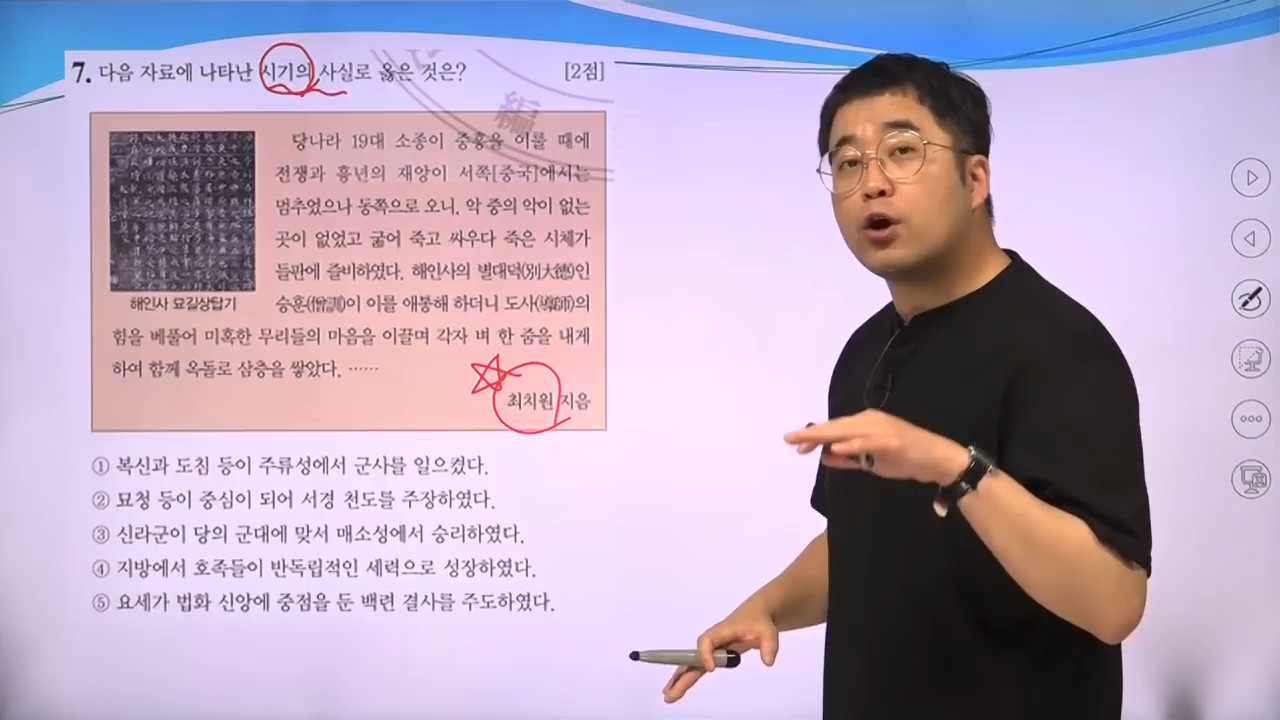 7. 다음 자료에 나타난 시기의 사실로 옳은 것은? [2점]
編
당나라 19대 소종이 중흥을 이룰 때에
전쟁과 흉년의 재앙이 서쪽[중국]에서는
멈추었으나 동쪽으로 오니, 악 중의 악이 없는
곳이 없었고 굶어 죽고 싸우다 죽은 시체가
들판에 즐비하였다. 해인사의 별대덕(別大德)인
승훈(僧訓)이 이를 애통해 하더니 도사(導師)의
힘을 베풀어 미혹한 무리들의 마음을 이끌며 각자 벼 한 줌을 내게
하여 함께 옥돌로 삼층을 쌓았다. ……
최치원 지음
해인사 묘길상탑기
① 복신과 도침 등이 주류성에서 군사를 일으켰다.
② 묘청 등이 중심이 되어 서경 천도를 주장하였다.
③ 신라군이 당의 군대에 맞서 매소성에서 승리하였다.
④ 지방에서 호족들이 반독립적인 세력으로 성장하였다.
⑤ 요세가 법화 신앙에 중점을 둔 백련 결사를 주도하였다.